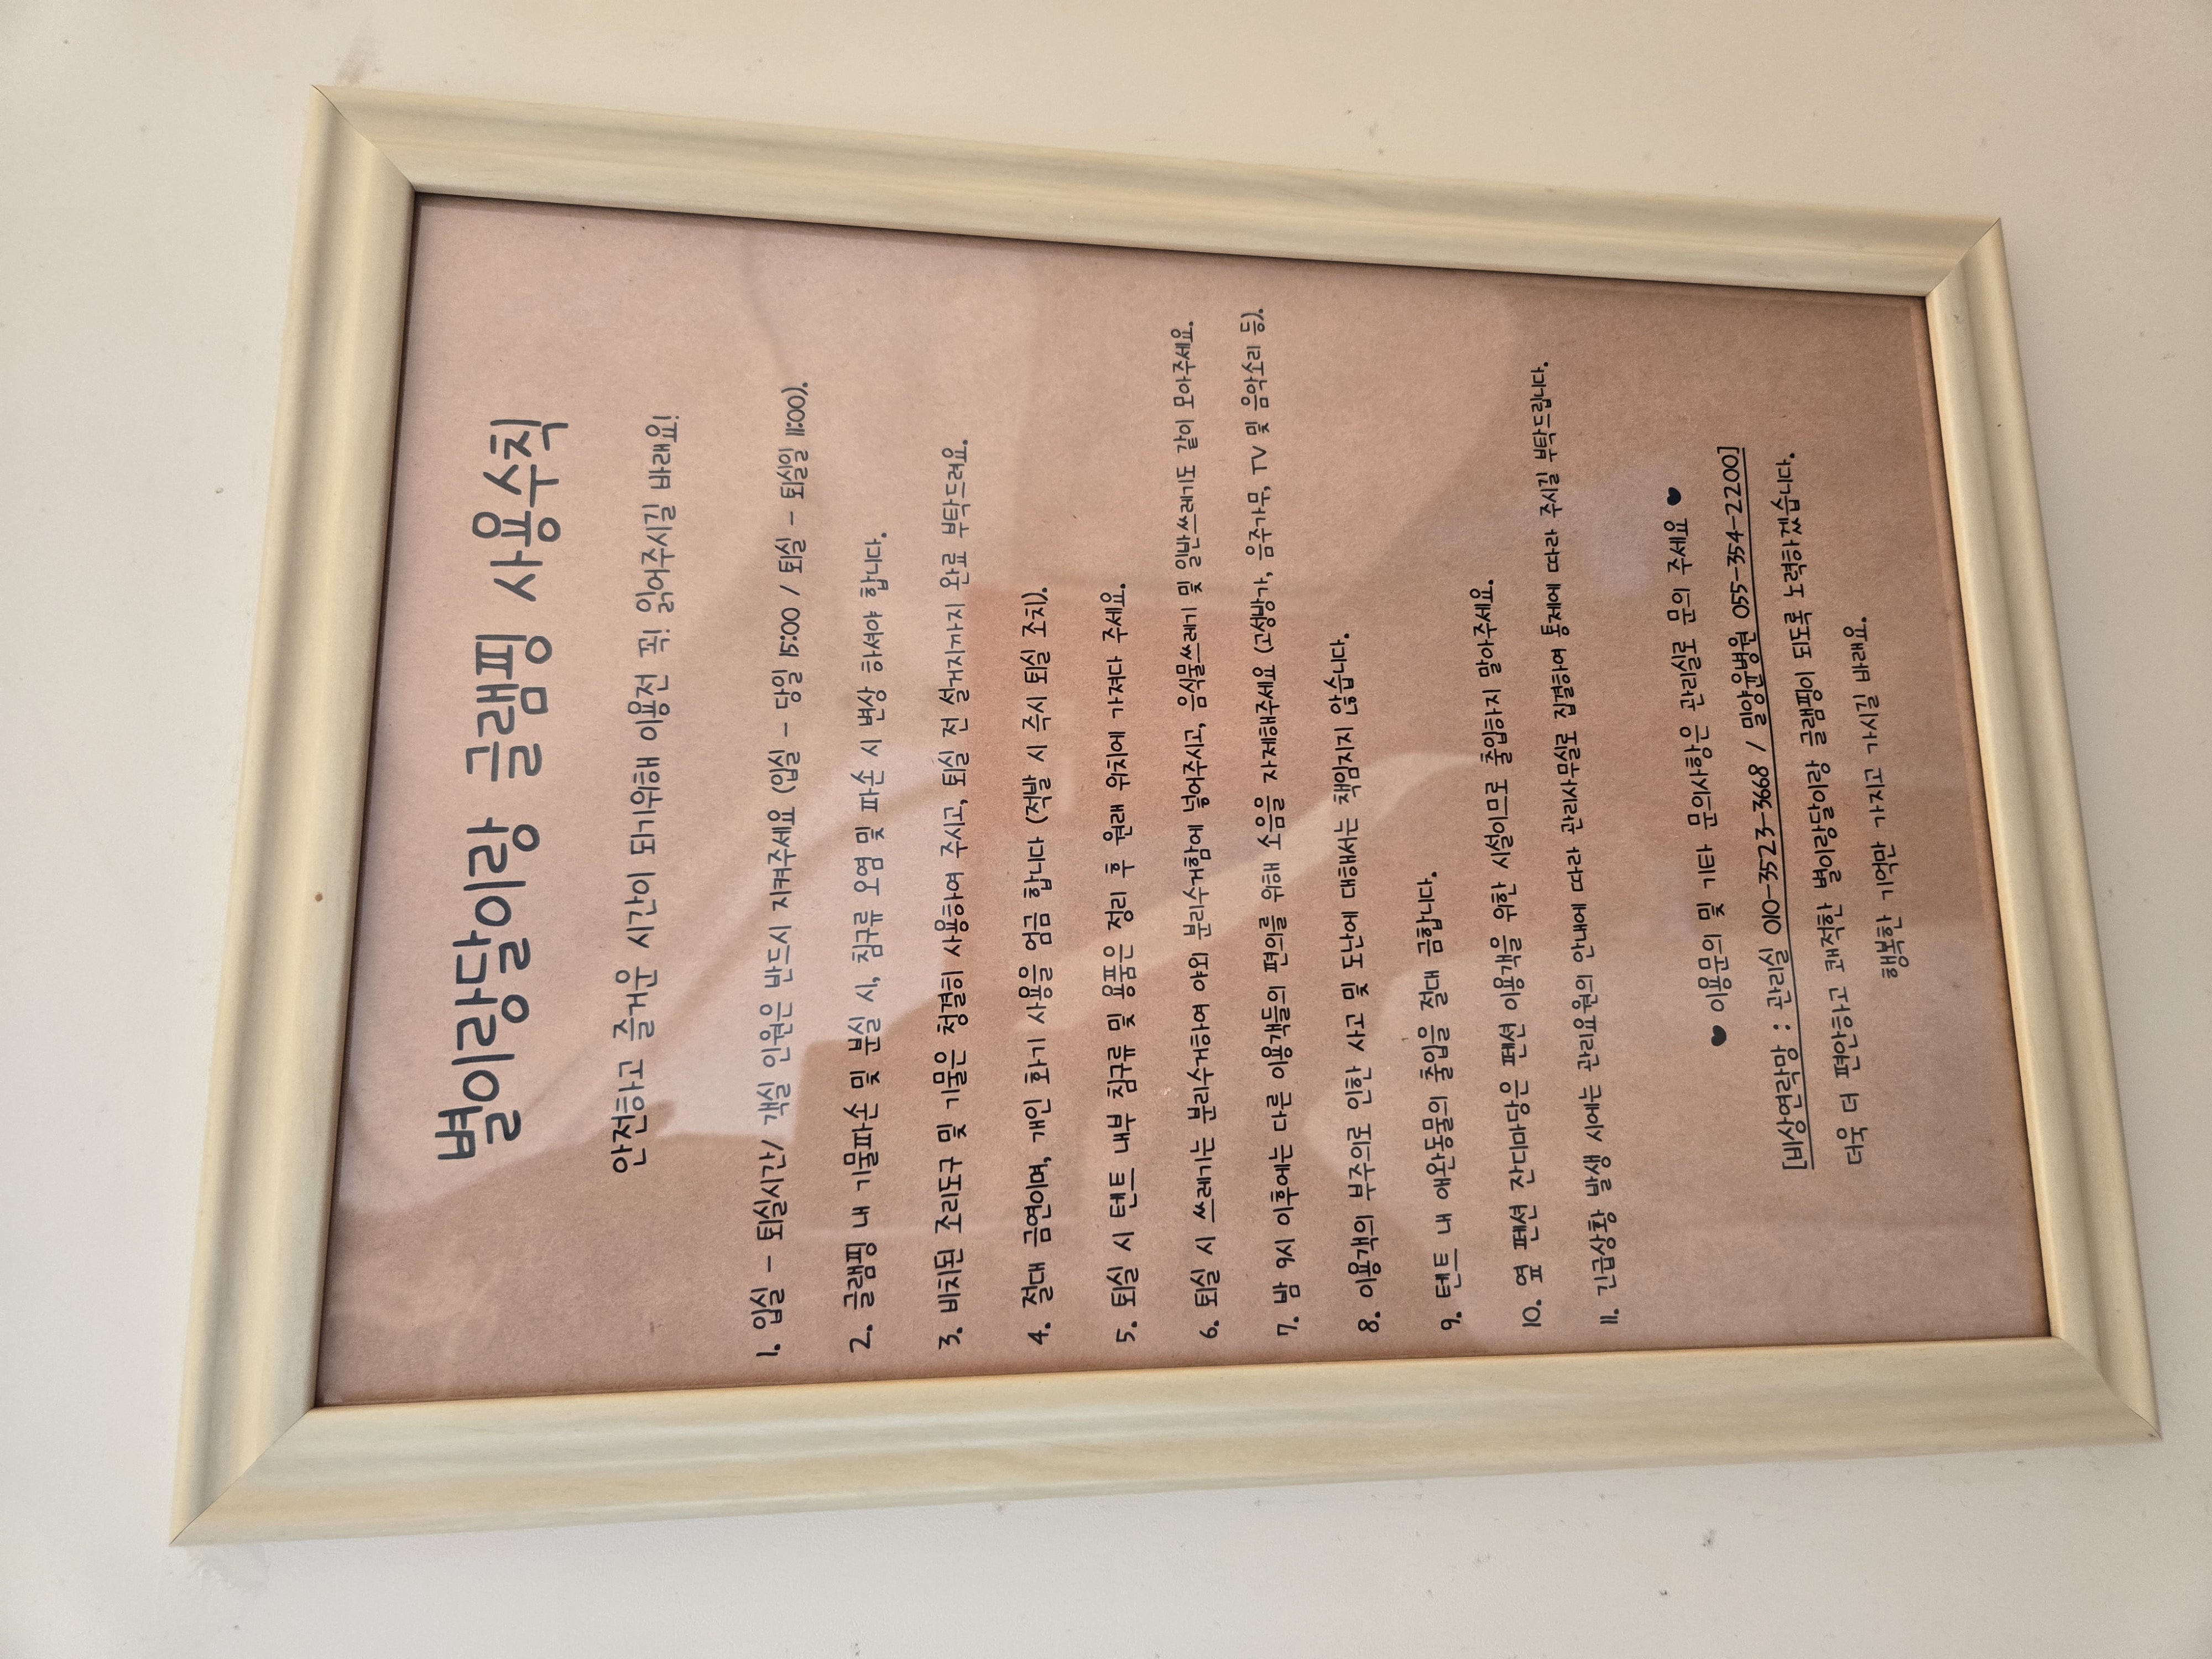 별이랑달이랑 글램핑 사용수칙
안전하고 즐거운 시간이 되기위해 이용전 꼭! 읽어주시길 바래요!
1. 입실 - 퇴실시간/ 객실 인원은 반드시 지켜주세요 (입실 - 당일 15:00 / 퇴실 - 퇴실일 11:00).
2. 글램핑 내 기물파손 및 분실 시, 침구류 오염 및 파손 시 변상 하셔야 합니다.
3. 비치된 조리도구 및 기물은 청결히 사용하여 주시고, 퇴실 전 설거지까지 완료 부탁드려요.
4. 절대 금연이며, 개인 화기 사용을 엄금 합니다 (적발 시 즉시 퇴실 조치).
5. 퇴실 시 텐트 내부 침구류 및 용품은 정리 후 원래 위치에 가져다 주세요.
6. 퇴실 시 쓰레기는 분리수거하여 야외 분리수거함에 넣어주시고, 음식물쓰레기 및 일반쓰레기도 같이 모아주세요.
7. 밤 9시 이후에는 다른 이용객들의 편의를 위해 소음을 자제해주세요 (고성방가, 음주가무, TV 및 음악소리 등).
8. 이용객의 부주의로 인한 사고 및 도난에 대해서는 책임지지 않습니다.
9. 텐트 내 애완동물의 출입을 절대 금합니다.
10. 옆 펜션 잔디마당은 펜션 이용객을 위한 시설이므로 출입하지 말아주세요.
11. 긴급상황 발생 시에는 관리요원의 안내에 따라 관리사무실로 집결하여 통제에 따라 주시길 부탁드립니다.
♥ 이용문의 및 기타 문의사항은 관리실로 문의 주세요 ♥
[비상연락망 : 관리실 010-3523-3668 / 밀양윤병원 055-354-2200]
더욱 더 편안하고 쾌적한 별이랑달이랑 글램핑이 되도록 노력하겠습니다.
행복한 기억만 가지고 가시길 바래요.